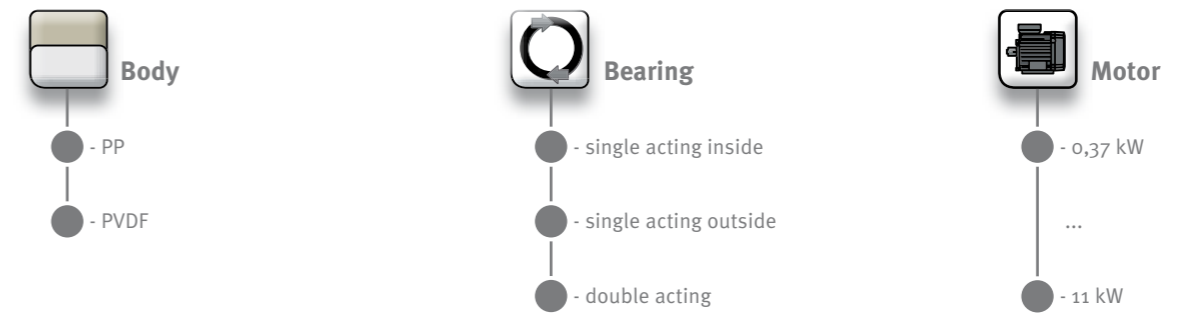 Body
- PP
- PVDF
Bearing
- single acting inside
- single acting outside
- double acting
Motor
- 0,37 kW
...
- 11 kW